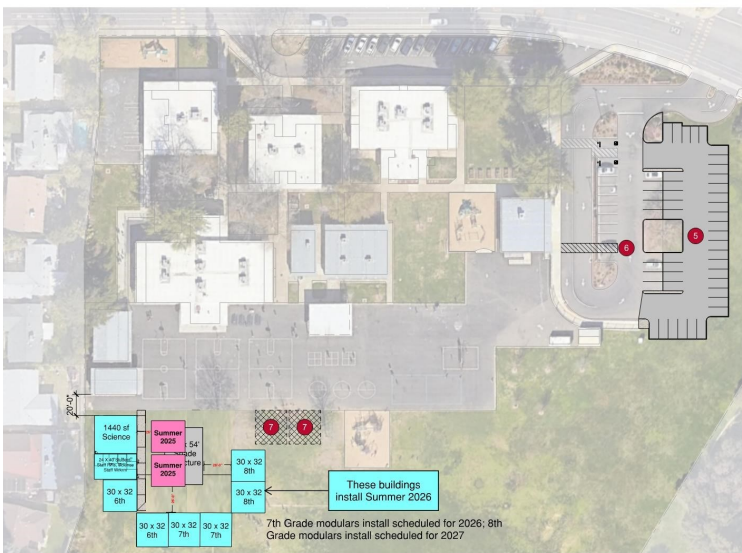 6
5
20'-0"
1440 sf
Science
Summer
2025
54'
Summer
2025
30 x 32
6th
30 x 32
8th
30 x 32
8th
30 x 32
6th
30 x 32
7th
30 x 32
7th
7
7
These buildings
install Summer 2026
7th Grade modulars install scheduled for 2026; 8th
Grade modulars install scheduled for 2027